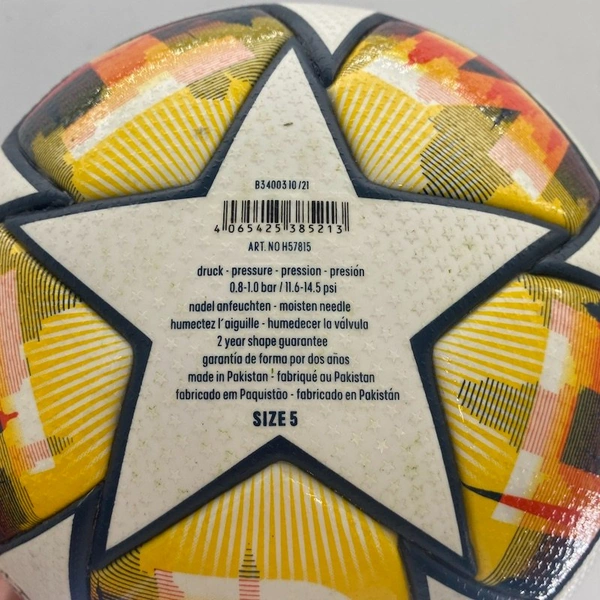 B3400310/21
4 065425 385213
ART. NO H57815
druck - pressure - pression - presión
0.8-1.0 bar / 11.6-14.5 psi
nadel anfeuchten - moisten needle
humectez l'aiguille - humedecer la válvula
2 year shape guarantee
garantía de forma por dos años
made in Pakistan - fabriqué au Pakistan
fabricado em Paquistão - fabricado en Pakistán
SIZE 5